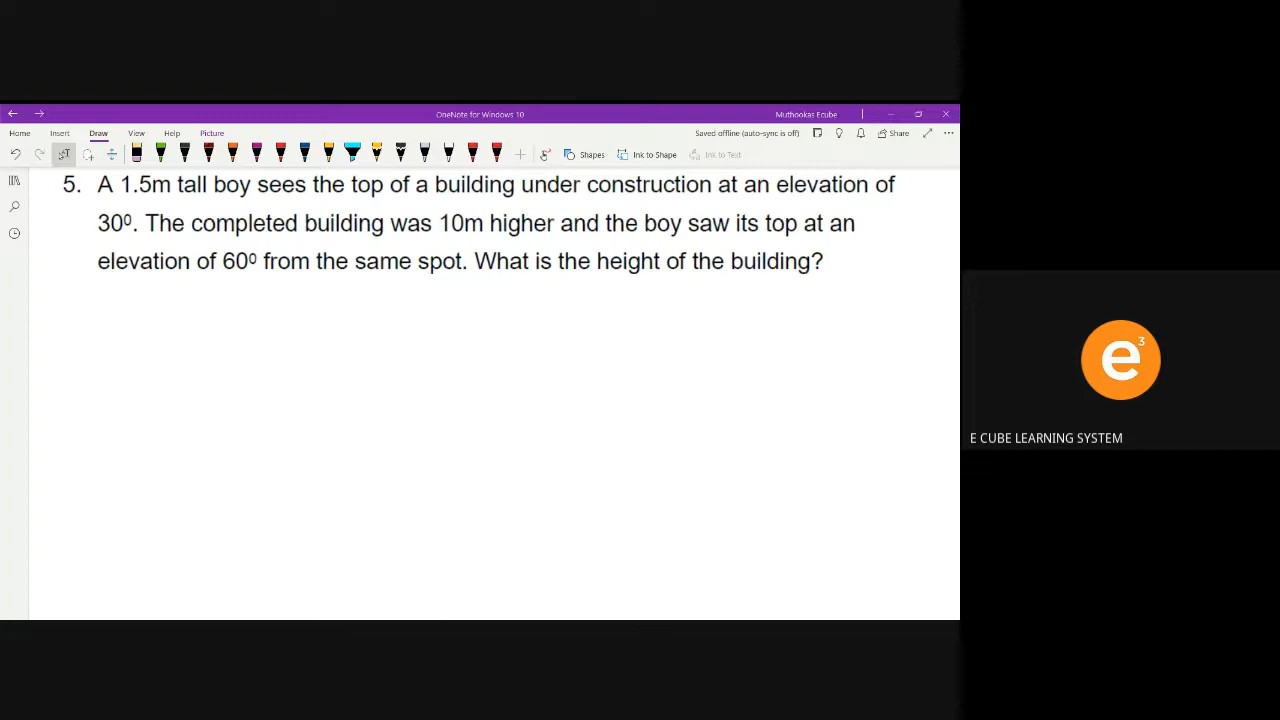 OneNote for Windows 10
Muthookas Ecube
Home Insert Draw View Help Picture
Saved offline (auto-sync is off) Share
Shapes Ink to Shape Ink to Text
5. A 1.5m tall boy sees the top of a building under construction at an elevation of
30⁰. The completed building was 10m higher and the boy saw its top at an
elevation of 60⁰ from the same spot. What is the height of the building?
e³
E CUBE LEARNING SYSTEM